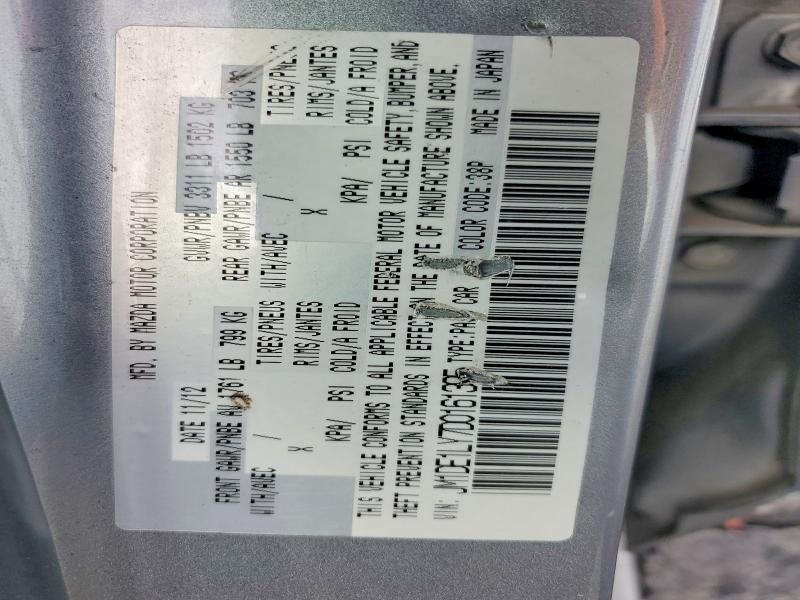 MFD. BY MAZDA MOTOR CORPORATION
DATE 11/12 GVWR/PNBV 3311 LB 1502 KG
FRONT GAWR/PNBE AV 1761 LB 799 KG REAR GAWR/PNBE AR 1550 LB 703
WITH/AVEC / TIRES/PNEUS WITH/AVEC / TIRES/PNEUS
X RIMS/JANTES X RIMS/JANTES
KPA/ PSI COLD/A FROID KPA/ PSI COLD/A FROID
THIS VEHICLE CONFORMS TO ALL APPLICABLE FEDERAL MOTOR VEHICLE SAFETY, BUMPER, AND
THEFT PREVENTION STANDARDS IN EFFECT ON THE DATE OF MANUFACTURE SHOWN ABOVE.
VIN: TYPE: CAR COLOR CODE:38P MADE IN JAPAN